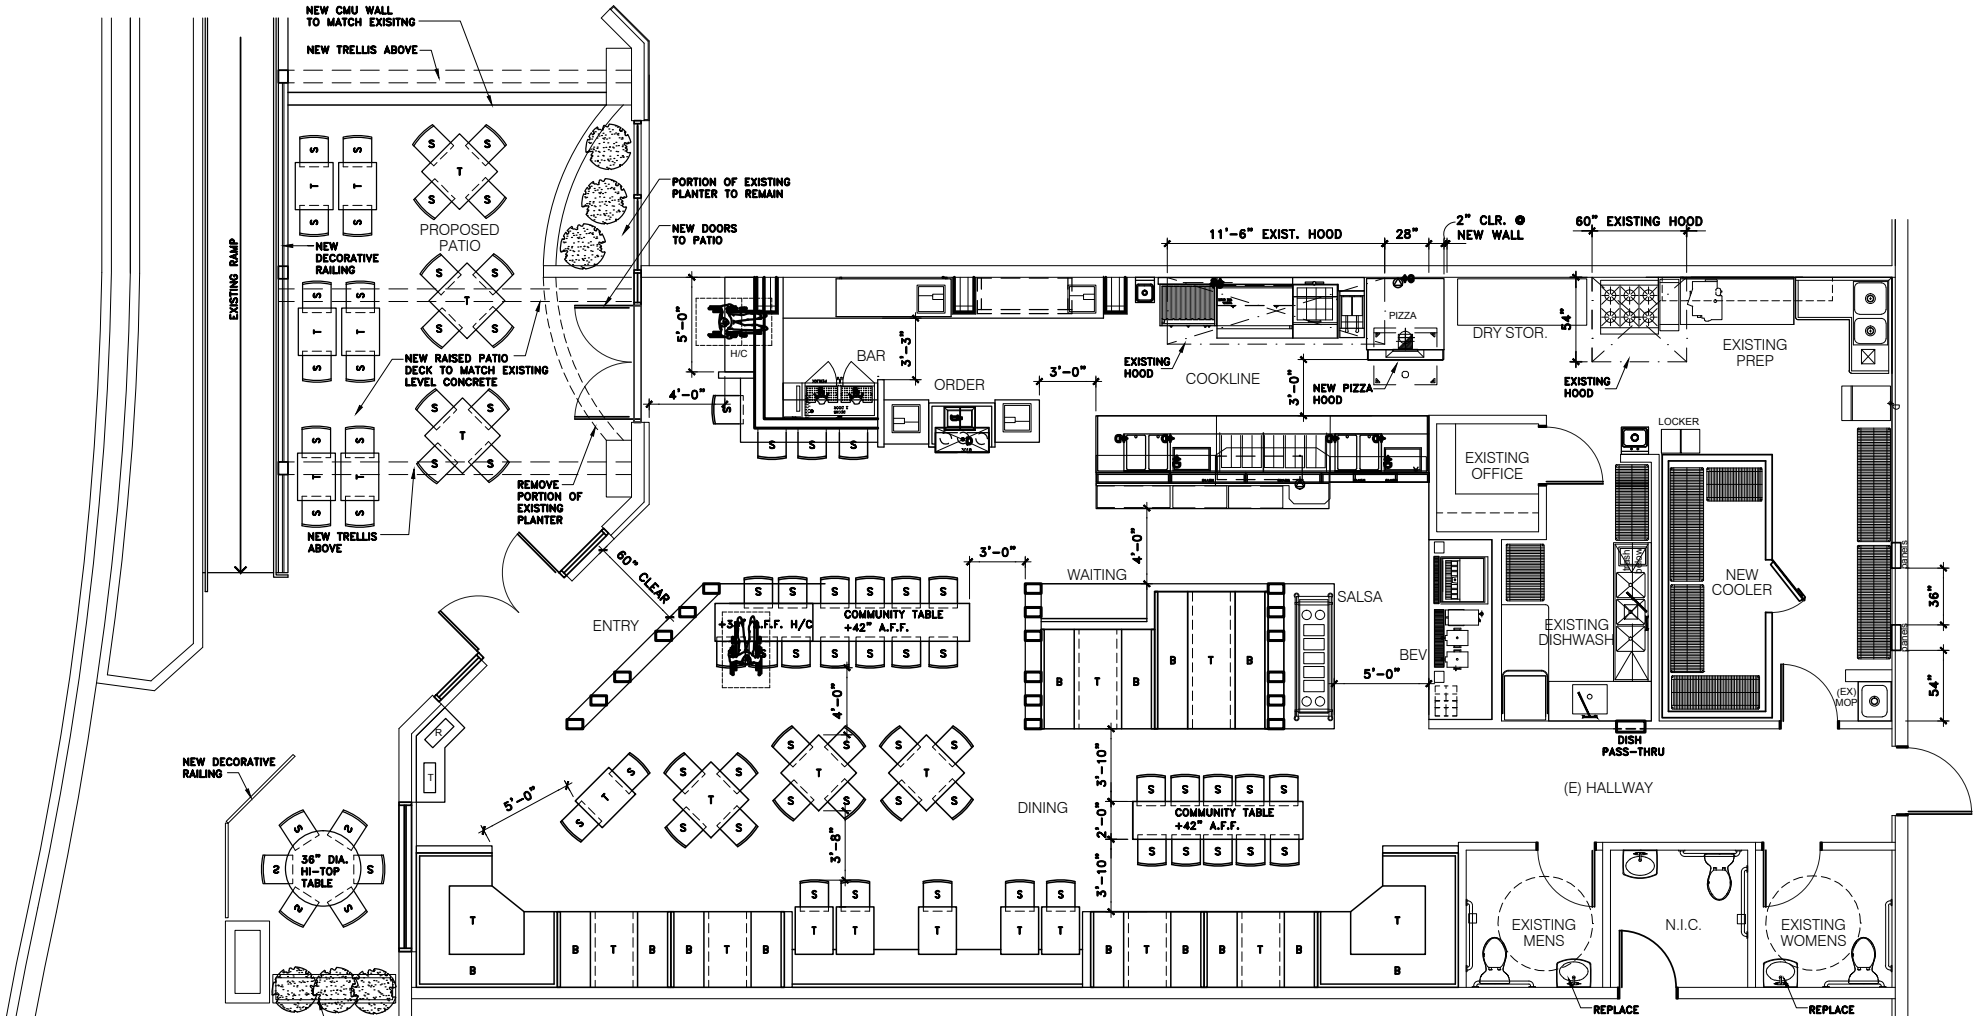 NEW CMU WALL
TO MATCH EXISITNG
NEW TRELLIS ABOVE
EXISTING RAMP
PROPOSED
PATIO
PORTION OF EXISTING
PLANTER TO REMAIN
NEW DOORS
TO PATIO
NEW
DECORATIVE
RAILING
NEW RAISED PATIO
DECK TO MATCH EXISTING
LEVEL CONCRETE
REMOVE
PORTION OF
EXISTING
PLANTER
NEW TRELLIS
ABOVE
5'-0"
H/C
4'-0"
BAR
3'-3"
ORDER
3'-0"
11'-6" EXIST. HOOD
28"
2" CLR. @
NEW WALL
60" EXISTING HOOD
EXISTING
HOOD
COOKLINE
PIZZA
3'-0"
NEW PIZZA
HOOD
DRY STOR.
54"
EXISTING
HOOD
EXISTING
PREP
LOCKER
EXISTING
OFFICE
60" CLEAR
3'-0"
4'-0"
WAITING
SALSA
ENTRY
A.F.F. H/C
COMMUNITY TABLE
+42" A.F.F.
BEV
5'-0"
EXISTING
DISHWASH
NEW
COOLER
panels
36"
panels
54"
(EX)
MOP
DISH
PASS-THRU
(E) HALLWAY
4'-0"
R
T
NEW DECORATIVE
RAILING
36" DIA.
HI-TOP
TABLE
5'-0"
3'-8"
DINING
3'-10"
2'-0"
3'-10"
COMMUNITY TABLE
+42" A.F.F.
T
B
B T B
B T B
T T T T T
B T B
B T B
T
B
EXISTING
MENS
N.I.C.
EXISTING
WOMENS
REPLACE
REPLACE